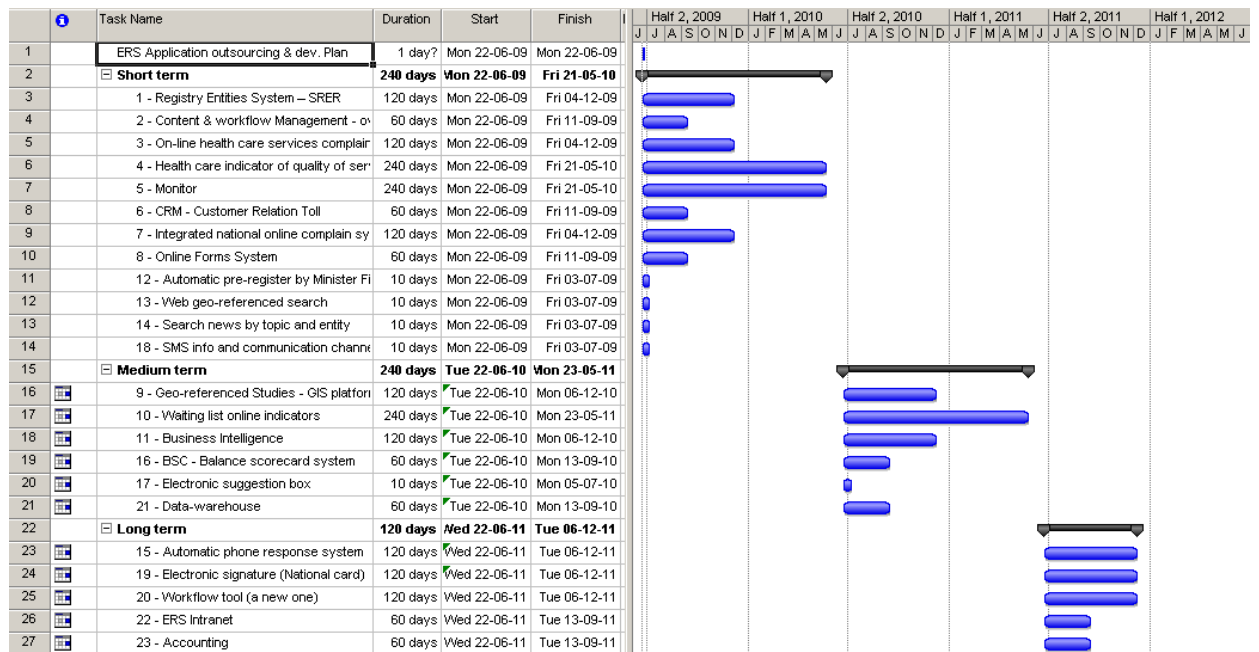 Task Name Duration Start Finish Half 2, 2009 Half 1, 2010 Half 2, 2010 Half 1, 2011 Half 2, 2011 Half 1, 2012
J J A S O N D J F M A M J J A S O N D J F M A M J J A S O N D J F M A M J
1 ERS Application outsourcing & dev. Plan 1 day? Mon 22-06-09 Mon 22-06-09
2 Short term 240 days Mon 22-06-09 Fri 21-05-10
3 1 - Registry Entities System – SRER 120 days Mon 22-06-09 Fri 04-12-09
4 2 - Content & workflow Management - 60 days Mon 22-06-09 Fri 11-09-09
5 3 - On-line health care services complair 120 days Mon 22-06-09 Fri 04-12-09
6 4 - Health care indicator of quality of ser 240 days Mon 22-06-09 Fri 21-05-10
7 5 - Monitor 240 days Mon 22-06-09 Fri 21-05-10
8 6 - CRM - Customer Relation Toll 60 days Mon 22-06-09 Fri 11-09-09
9 7 - Integrated national online complain sy 120 days Mon 22-06-09 Fri 04-12-09
10 8 - Online Forms System 60 days Mon 22-06-09 Fri 11-09-09
11 12 - Automatic pre-register by Minister Fi 10 days Mon 22-06-09 Fri 03-07-09
12 13 - Web geo-referenced search 10 days Mon 22-06-09 Fri 03-07-09
13 14 - Search news by topic and entity 10 days Mon 22-06-09 Fri 03-07-09
14 18 - SMS info and communication channe 10 days Mon 22-06-09 Fri 03-07-09
15 Medium term 240 days Tue 22-06-10 Mon 23-05-11
16 9 - Geo-referenced Studies - GIS platfor 120 days Tue 22-06-10 Mon 06-12-10
17 10 - Waiting list online indicators 240 days Tue 22-06-10 Mon 23-05-11
18 11 - Business Intelligence 120 days Tue 22-06-10 Mon 06-12-10
19 16 - BSC - Balance scorecard system 60 days Tue 22-06-10 Mon 13-09-10
20 17 - Electronic suggestion box 10 days Tue 22-06-10 Mon 05-07-10
21 21 - Data-warehouse 60 days Tue 22-06-10 Mon 13-09-10
22 Long term 120 days Wed 22-06-11 Tue 06-12-11
23 15 - Automatic phone response system 120 days Wed 22-06-11 Tue 06-12-11
24 19 - Electronic signature (National card) 120 days Wed 22-06-11 Tue 06-12-11
25 20 - Workflow tool (a new one) 120 days Wed 22-06-11 Tue 06-12-11
26 22 - ERS Intranet 60 days Wed 22-06-11 Tue 13-09-11
27 23 - Accounting 60 days Wed 22-06-11 Tue 13-09-11